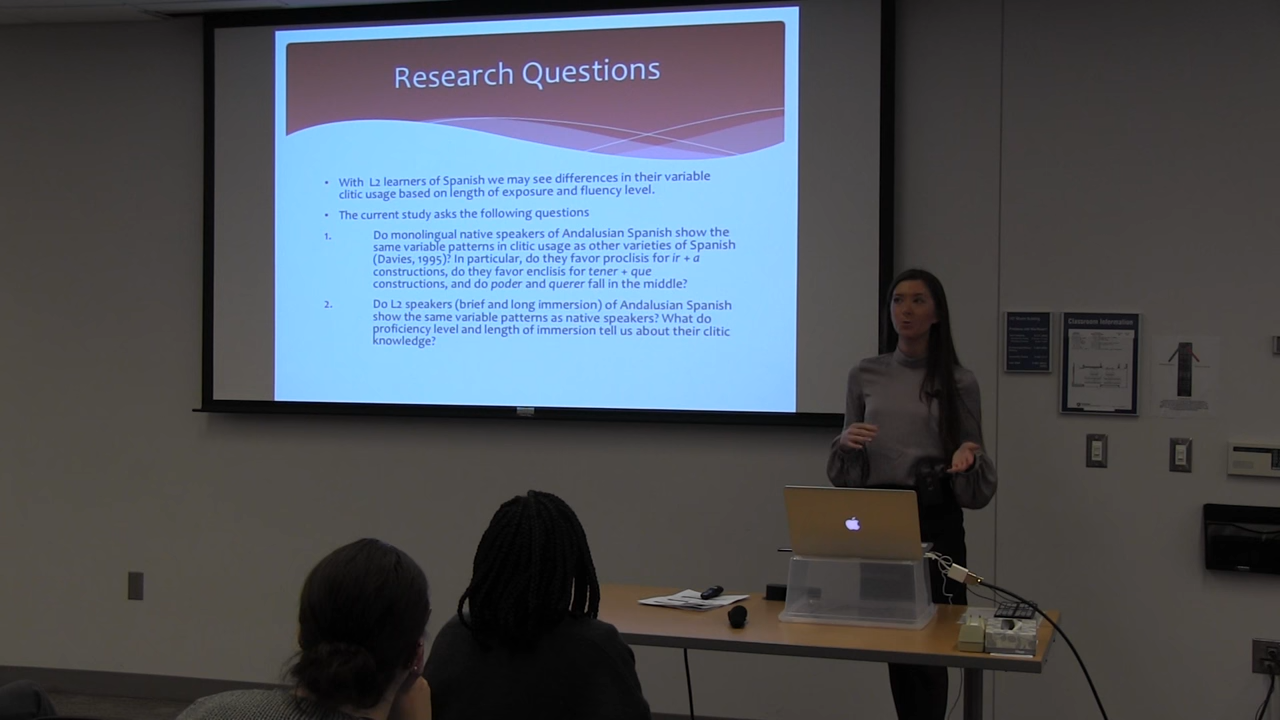 Research Questions
• With L2 learners of Spanish we may see differences in their variable
clitic usage based on length of exposure and fluency level.
• The current study asks the following questions
1. Do monolingual native speakers of Andalusian Spanish show the
same variable patterns in clitic usage as other varieties of Spanish
(Davies, 1995)? In particular, do they favor proclisis for ir + a
constructions, do they favor enclisis for tener + que
constructions, and do poder and querer fall in the middle?
2. Do L2 speakers (brief and long immersion) of Andalusian Spanish
show the same variable patterns as native speakers? What do
proficiency level and length of immersion tell us about their clitic
knowledge?
Classroom Information